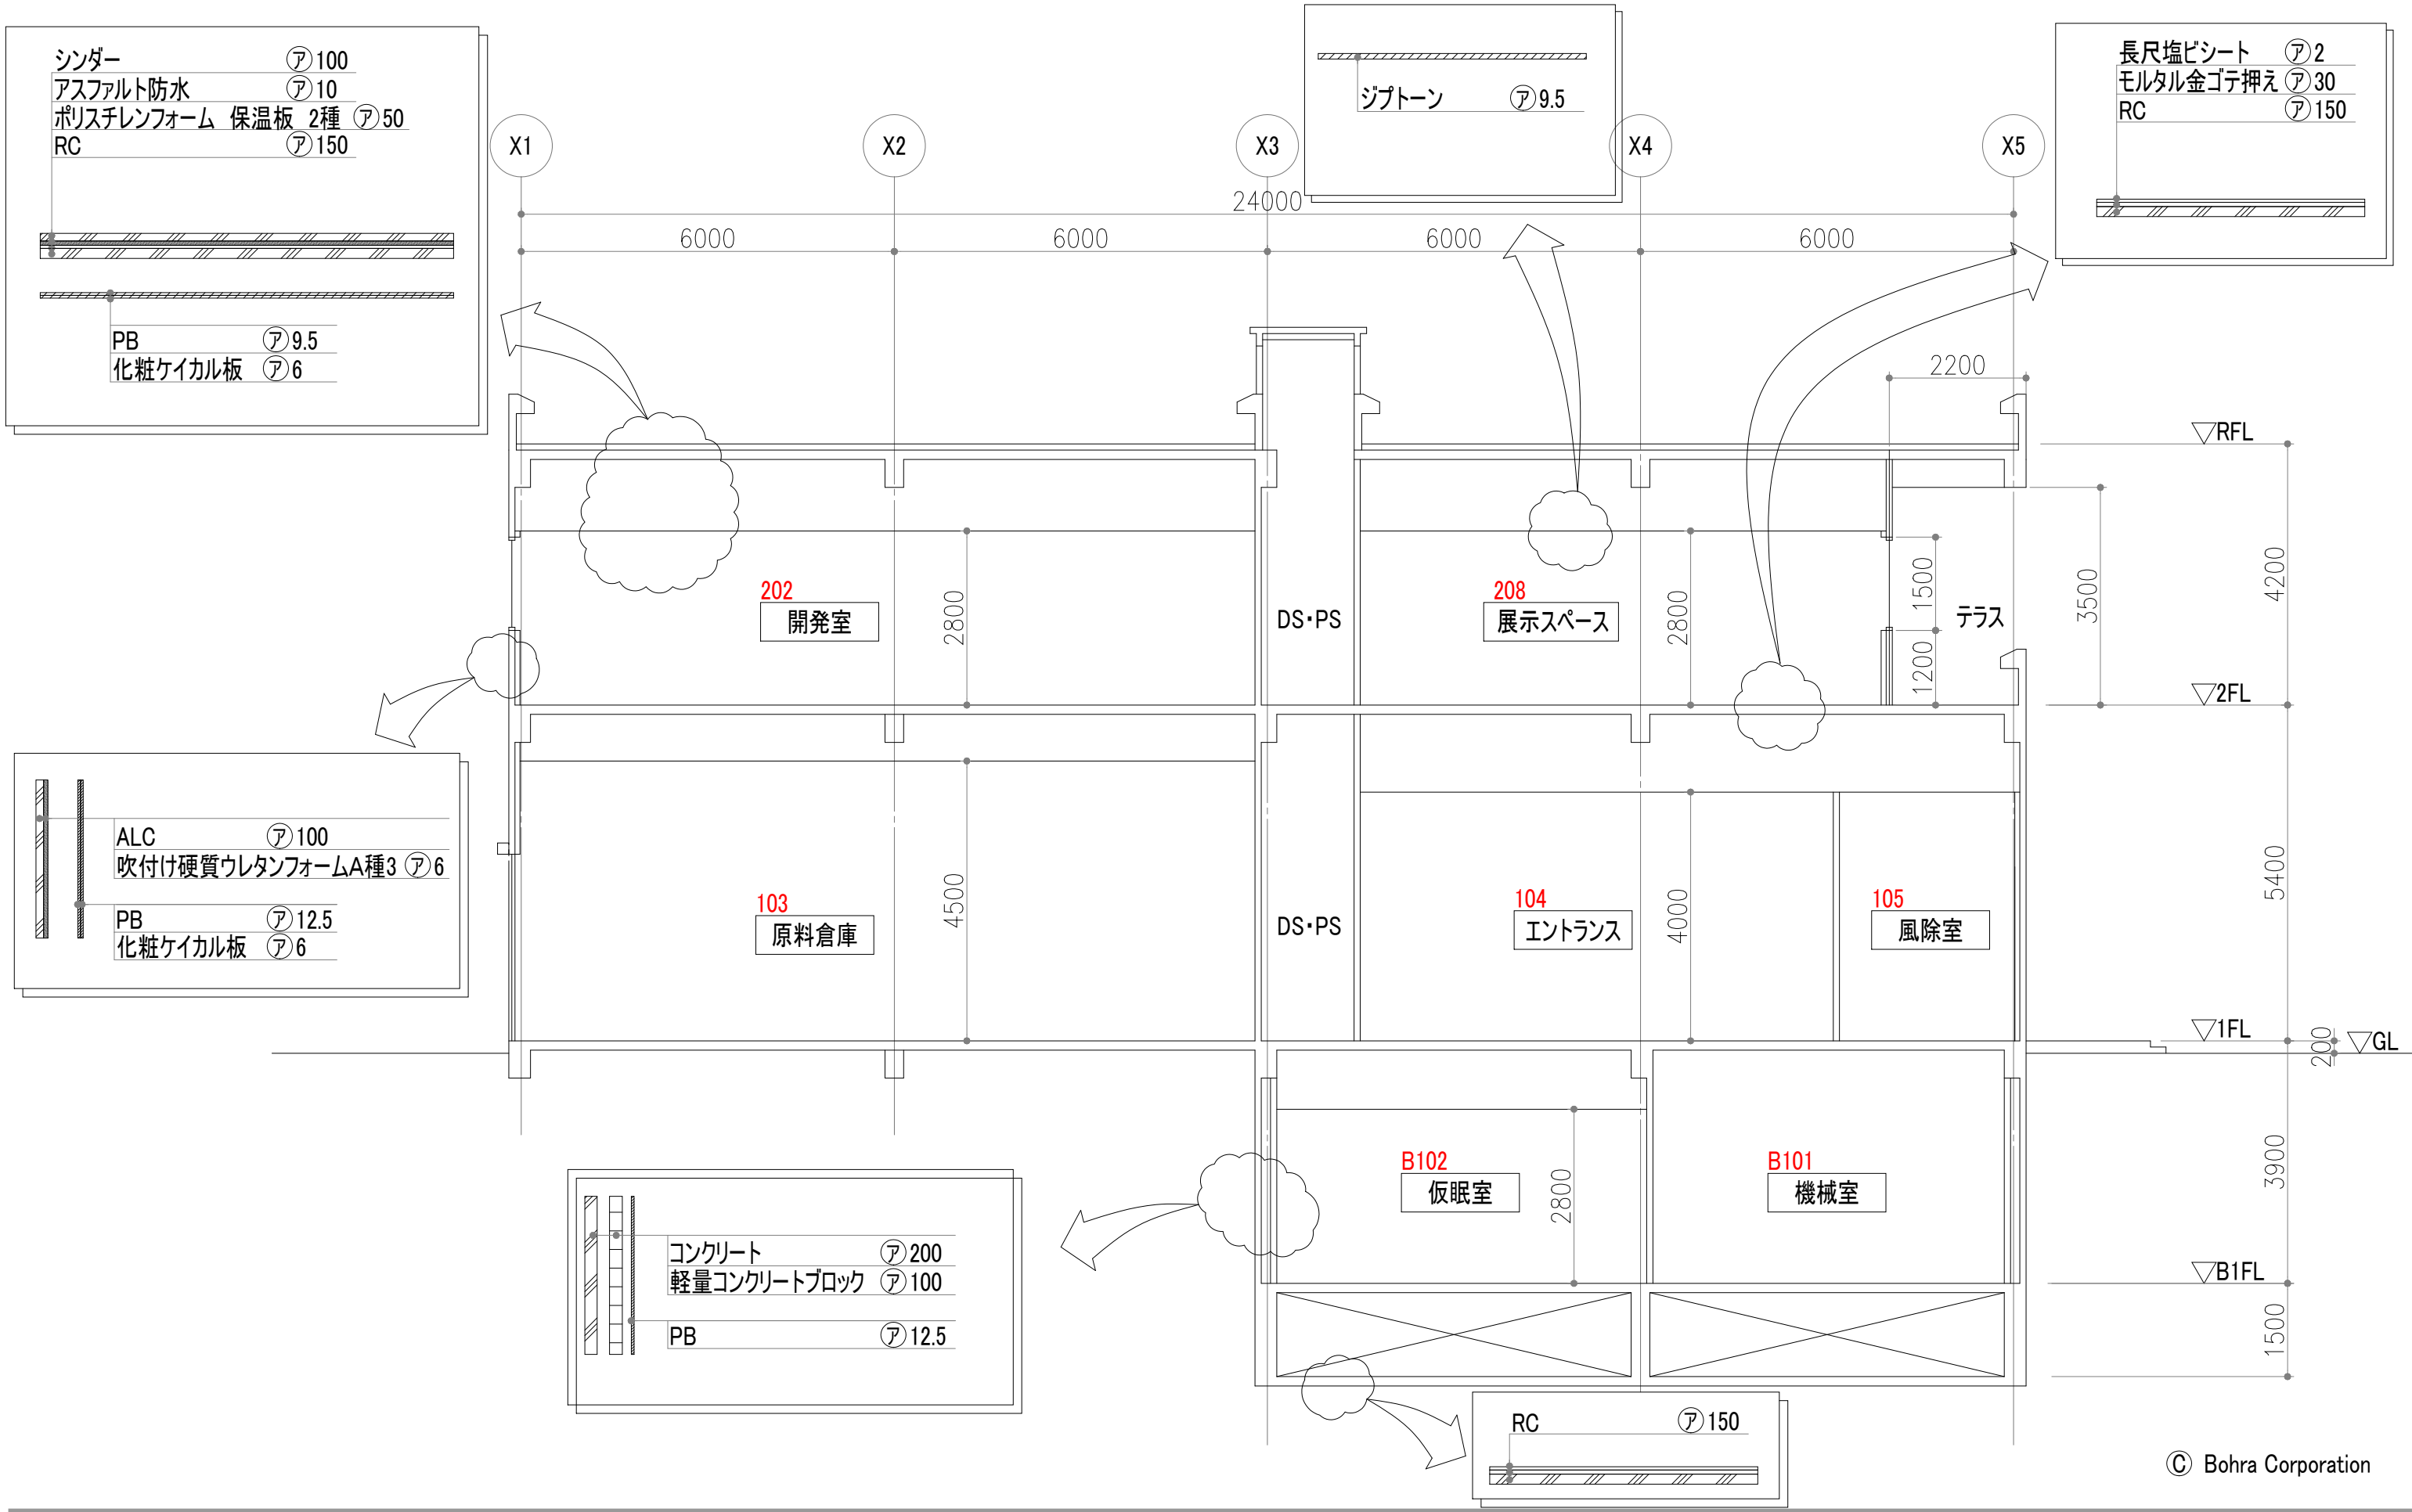 シンダー ㋐100
アスファルト防水 ㋐10
ポリスチレンフォーム 保温板 2種 ㋐50
RC ㋐150
PB ㋐9.5
化粧ケイカル板 ㋐6
ジプトーン ㋐9.5
長尺塩ビシート ㋐2
モルタル金ゴテ押え ㋐30
RC ㋐150
X1 X2 X3 X4 X5
24000
6000 6000 6000 6000
2200
▽RFL
202
開発室
2800
DS・PS
208
展示スペース
2800
1500
1200
テラス
3500
4200
▽2FL
ALC ㋐100
吹付け硬質ウレタンフォームA種3 ㋐6
PB ㋐12.5
化粧ケイカル板 ㋐6
103
原料倉庫
4500
DS・PS
104
エントランス
4000
105
風除室
5400
▽1FL
200
▽GL
コンクリート ㋐200
軽量コンクリートブロック ㋐100
PB ㋐12.5
B102
仮眠室
2800
B101
機械室
3900
▽B1FL
1500
RC ㋐150
Ⓒ Bohra Corporation